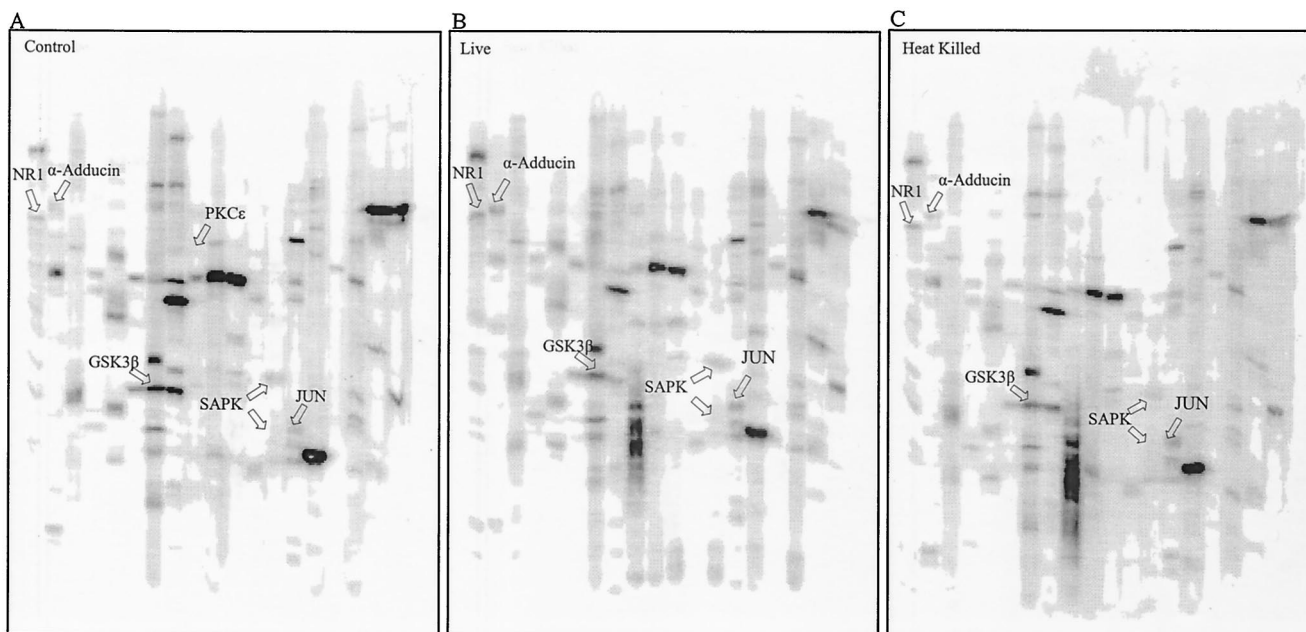 A
Control
NR1
α-Adducin
PKCε
GSK3β
SAPK
JUN
B
Live
NR1
α-Adducin
GSK3β
SAPK
JUN
C
Heat Killed
NR1
α-Adducin
GSK3β
SAPK
JUN